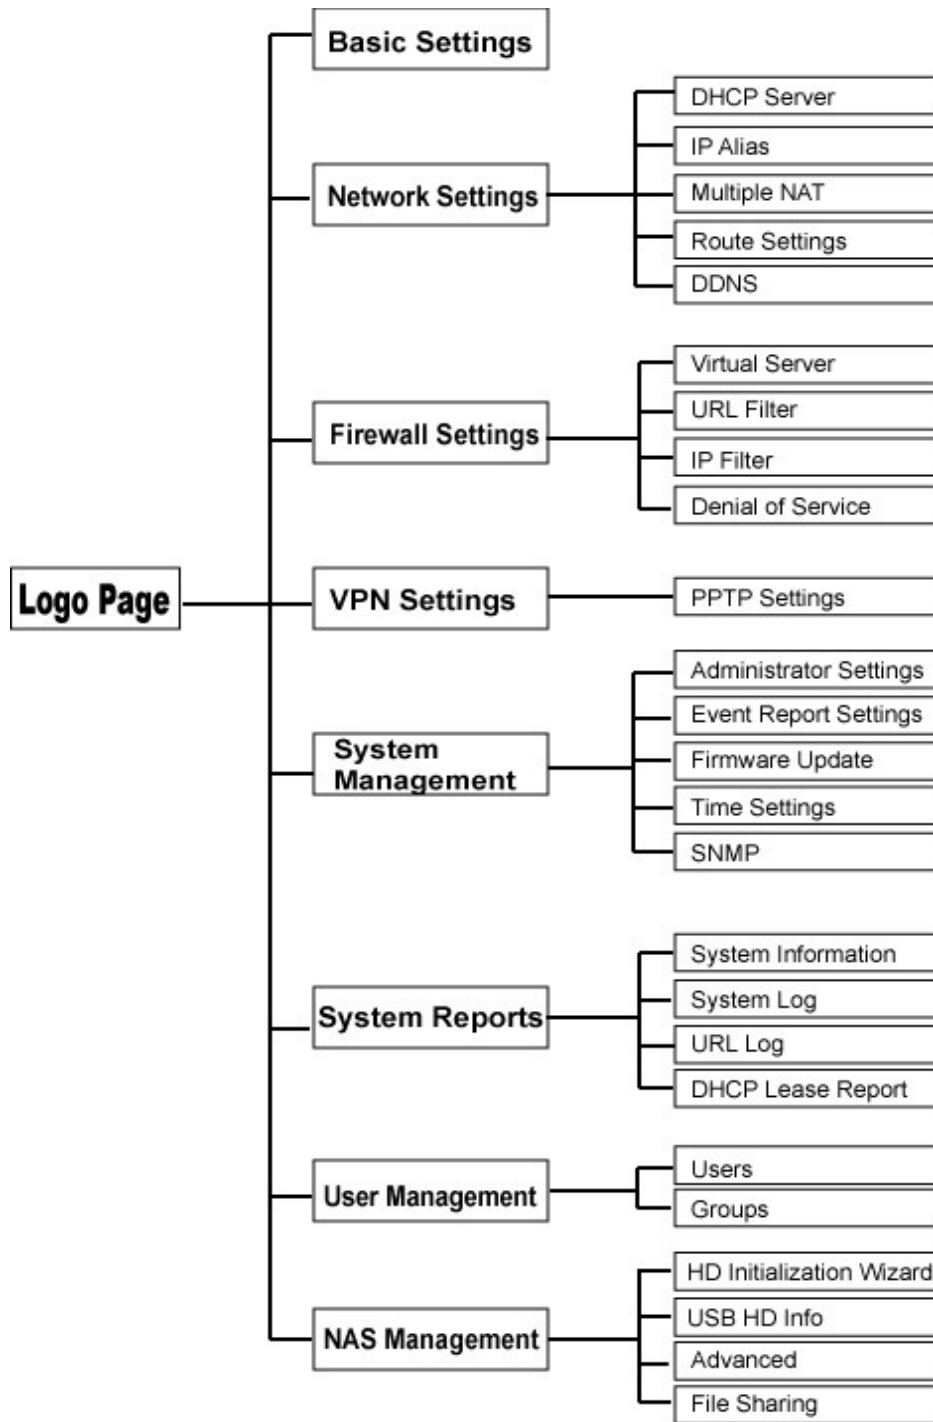 Logo Page
Basic Settings
Network Settings
DHCP Server
IP Alias
Multiple NAT
Route Settings
DDNS
Firewall Settings
Virtual Server
URL Filter
IP Filter
Denial of Service
VPN Settings
PPTP Settings
System
Management
Administrator Settings
Event Report Settings
Firmware Update
Time Settings
SNMP
System Reports
System Information
System Log
URL Log
DHCP Lease Report
User Management
Users
Groups
NAS Management
HD Initialization Wizard
USB HD Info
Advanced
File Sharing